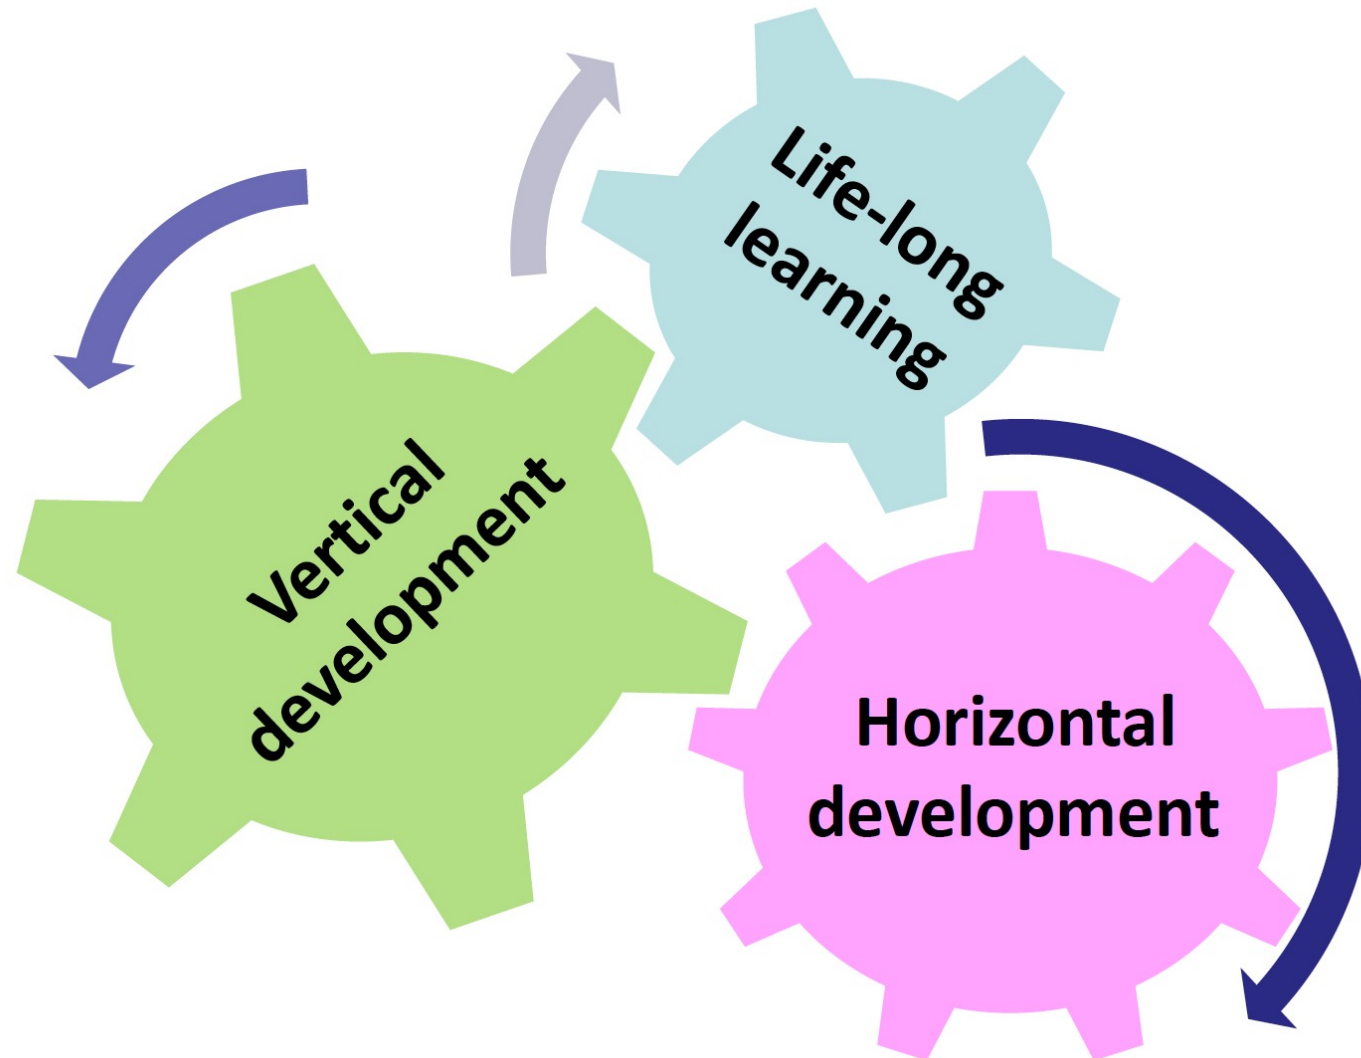 Life-long
learning
Vertical
development
Horizontal
development